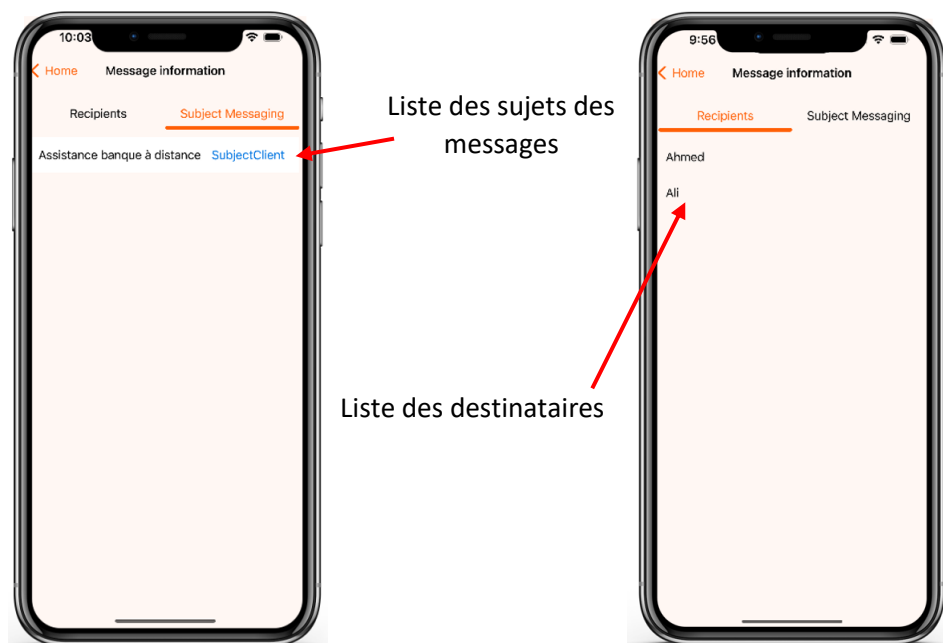 10:03
Home Message information
Recipients Subject Messaging
Assistance banque à distance SubjectClient
Liste des sujets des
messages
9:56
Home Message information
Recipients Subject Messaging
Ahmed
Ali
Liste des destinataires